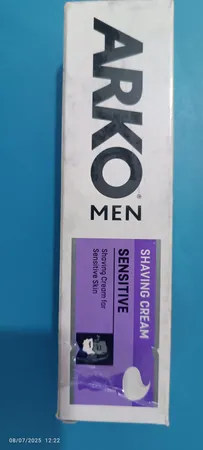 ARKO
MEN
SHAVING CREAM
SENSITIVE
Shaving Cream for
Sensitive Skin
08/07/2025 12:22